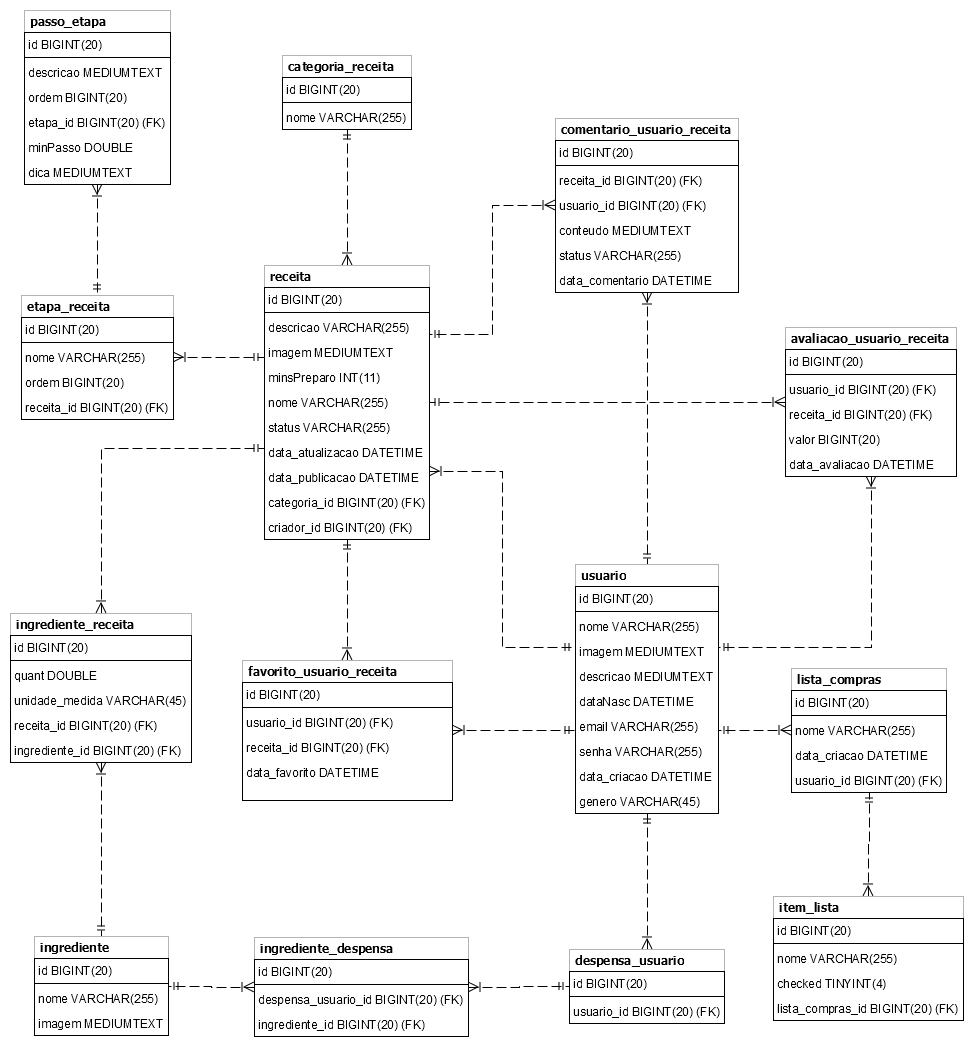 passo_etapa
id BIGINT(20)
descricao MEDIUMTEXT
ordem BIGINT(20)
etapa_id BIGINT(20) (FK)
minPasso DOUBLE
dica MEDIUMTEXT
categoria_receita
id BIGINT(20)
nome VARCHAR(255)
comentario_usuario_receita
id BIGINT(20)
receita_id BIGINT(20) (FK)
usuario_id BIGINT(20) (FK)
conteudo MEDIUMTEXT
status VARCHAR(255)
data_comentario DATETIME
etapa_receita
id BIGINT(20)
nome VARCHAR(255)
ordem BIGINT(20)
receita_id BIGINT(20) (FK)
receita
id BIGINT(20)
descricao VARCHAR(255)
imagem MEDIUMTEXT
minsPreparo INT(11)
nome VARCHAR(255)
status VARCHAR(255)
data_atualizacao DATETIME
data_publicacao DATETIME
categoria_id BIGINT(20) (FK)
criador_id BIGINT(20) (FK)
avaliacao_usuario_receita
id BIGINT(20)
usuario_id BIGINT(20) (FK)
receita_id BIGINT(20) (FK)
valor BIGINT(20)
data_avaliacao DATETIME
ingrediente_receita
id BIGINT(20)
quant DOUBLE
unidade_medida VARCHAR(45)
receita_id BIGINT(20) (FK)
ingrediente_id BIGINT(20) (FK)
favorito_usuario_receita
id BIGINT(20)
usuario_id BIGINT(20) (FK)
receita_id BIGINT(20) (FK)
data_favorito DATETIME
usuario
id BIGINT(20)
nome VARCHAR(255)
imagem MEDIUMTEXT
descricao MEDIUMTEXT
dataNasc DATETIME
email VARCHAR(255)
senha VARCHAR(255)
data_criacao DATETIME
genero VARCHAR(45)
lista_compras
id BIGINT(20)
nome VARCHAR(255)
data_criacao DATETIME
usuario_id BIGINT(20) (FK)
ingrediente
id BIGINT(20)
nome VARCHAR(255)
imagem MEDIUMTEXT
ingrediente_despensa
id BIGINT(20)
despensa_usuario_id BIGINT(20) (FK)
ingrediente_id BIGINT(20) (FK)
despensa_usuario
id BIGINT(20)
usuario_id BIGINT(20) (FK)
item_lista
id BIGINT(20)
nome VARCHAR(255)
checked TINYINT(4)
lista_compras_id BIGINT(20) (FK)